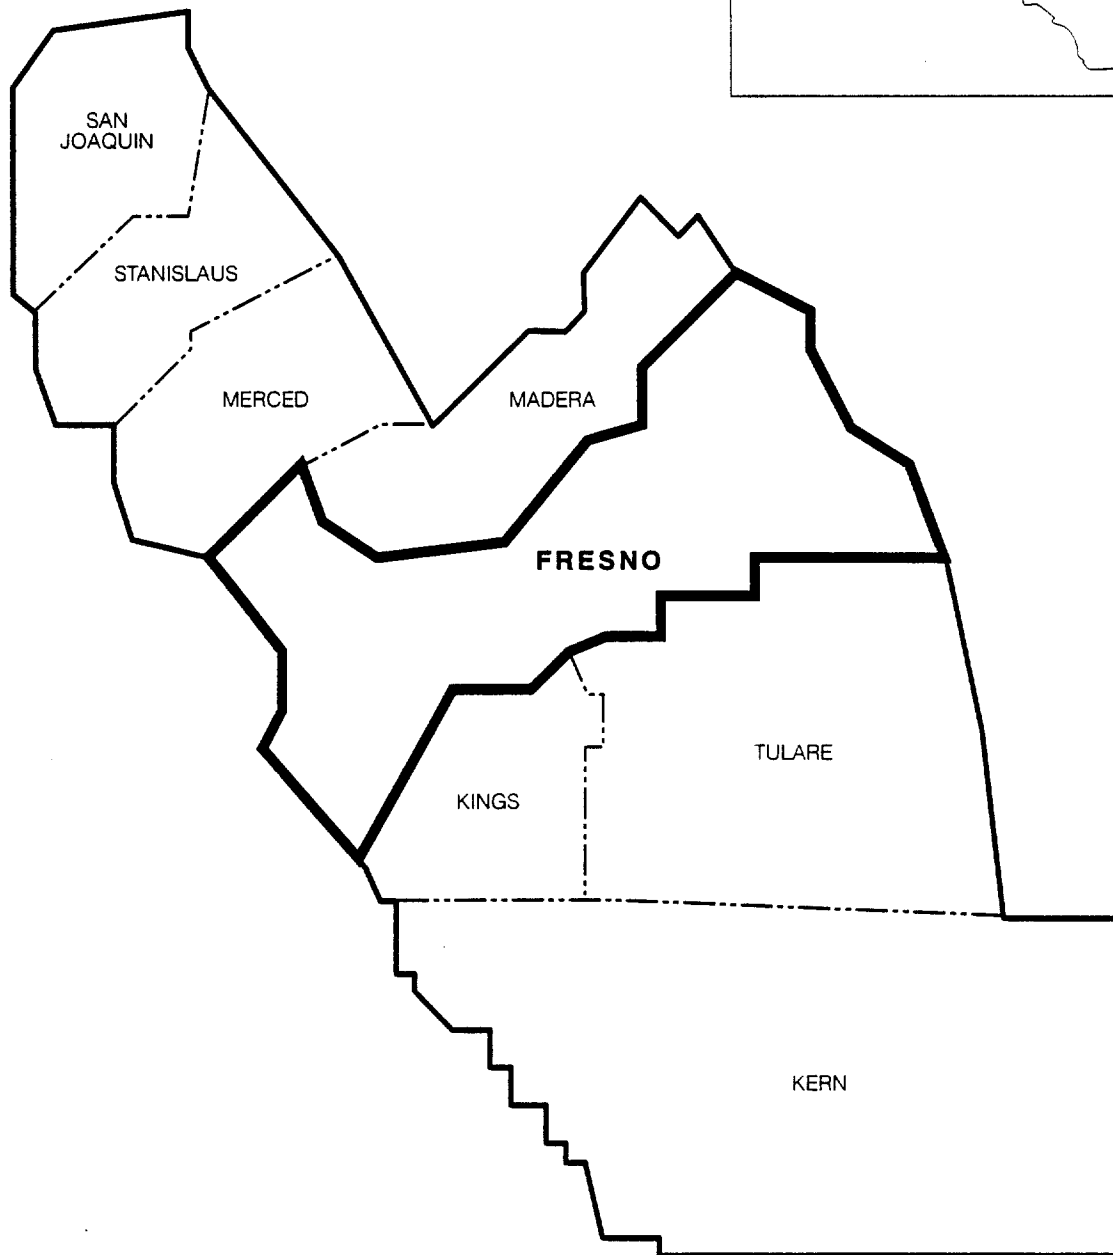 SAN
JOAQUIN
STANISLAUS
MERCED
MADERA
FRESNO
TULARE
KINGS
KERN